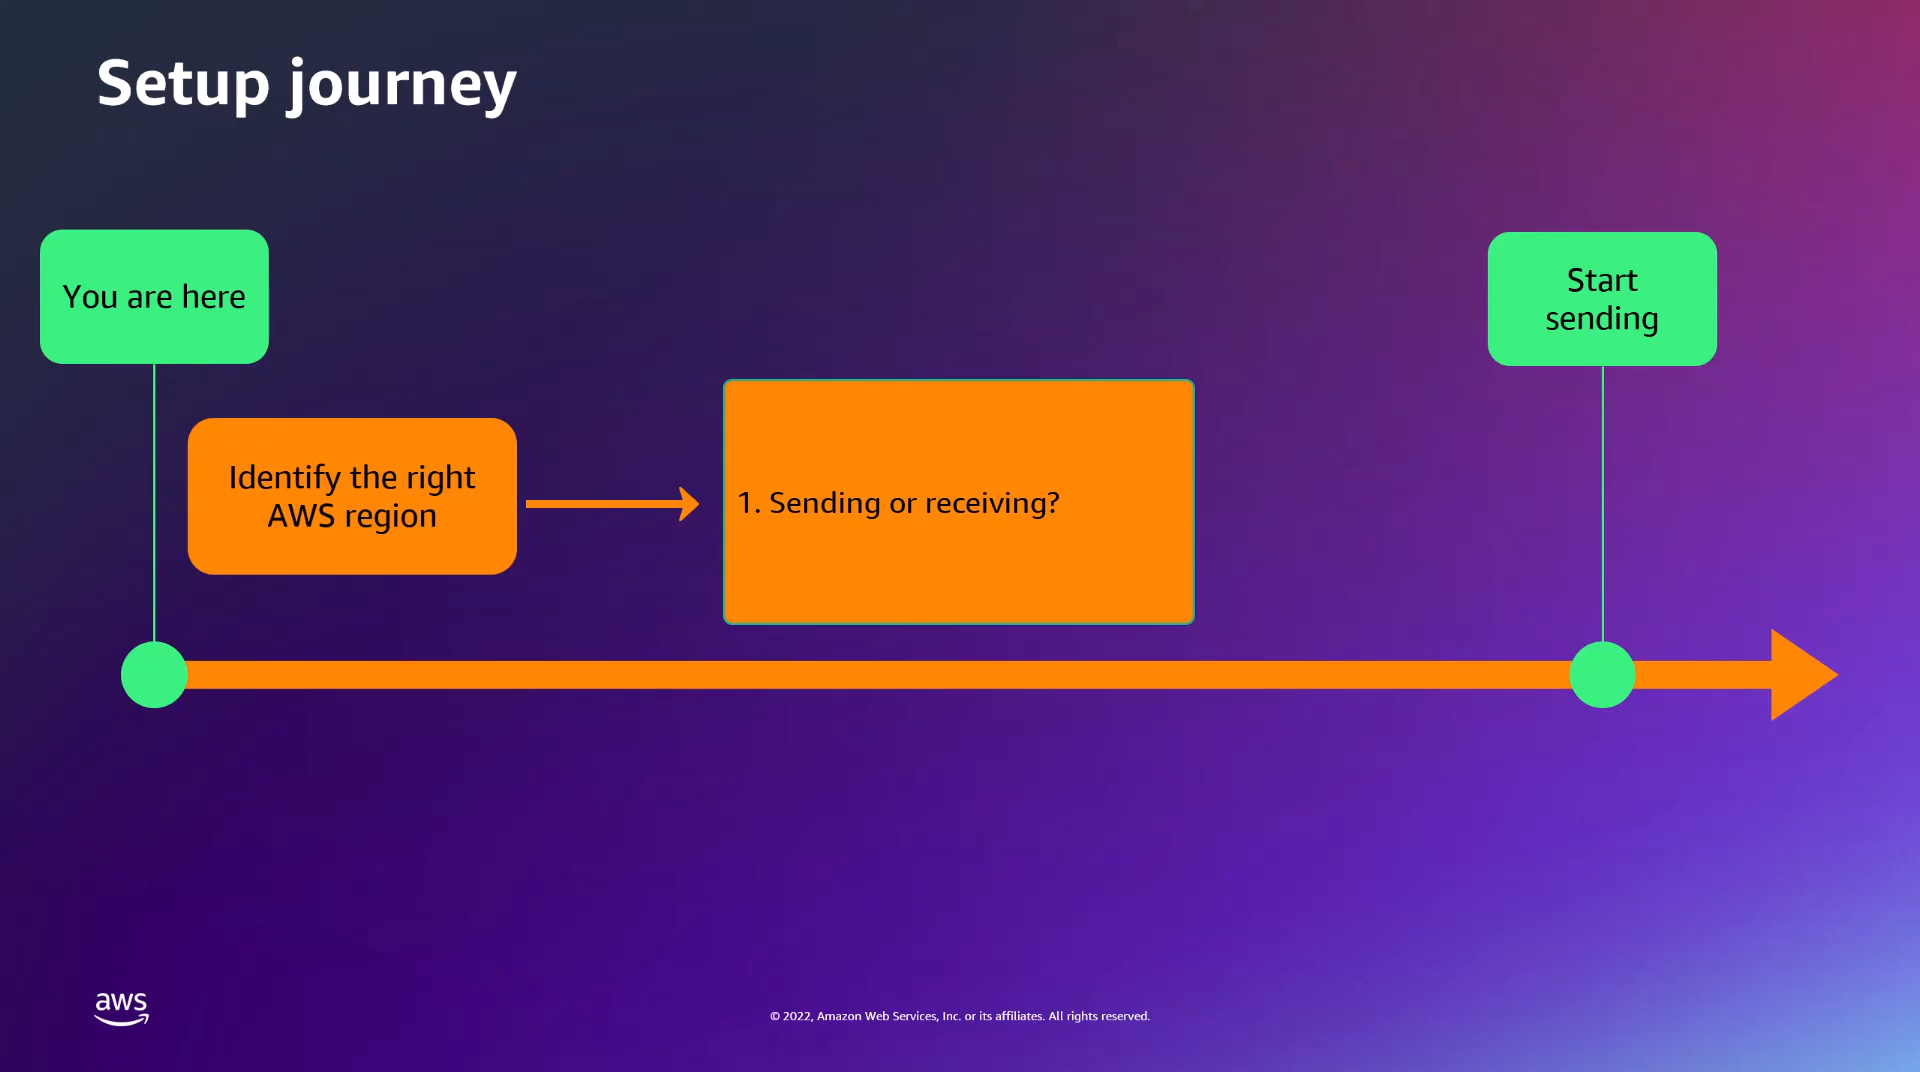 Setup journey
You are here
Start
sending
Identify the right
AWS region
1. Sending or receiving?
aws
© 2022, Amazon Web Services, Inc. or its affiliates. All rights reserved.